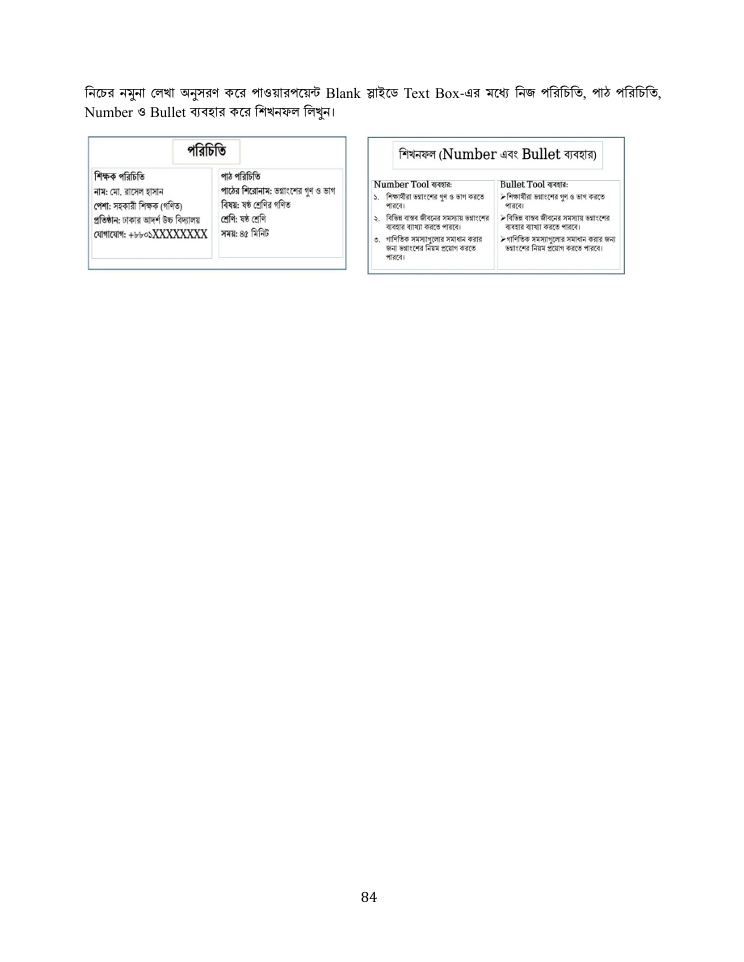 নিচের নমুনা লেখা অনুসরণ করে পাওয়ারপয়েন্ট Blank স্লাইডে Text Box-এর মধ্যে নিজ পরিচিতি, পাঠ পরিচিতি,
Number ও Bullet ব্যবহার করে শিখনফল লিখুন।
পরিচিতি
শিক্ষক পরিচিতি
নাম: মো. রাসেল হাসান
পেশা: সহকারী শিক্ষক (গণিত)
প্রতিষ্ঠান: ঢাকার আদর্শ উচ্চ বিদ্যালয়
যোগাযোগ: +৮৮০১XXXXXXXX
পাঠ পরিচিতি
পাঠের শিরোনাম: ভগ্নাংশের গুণ ও ভাগ
বিষয়: ষষ্ঠ শ্রেণির গণিত
শ্রেণি: ষষ্ঠ শ্রেণি
সময়: ৪৫ মিনিট
শিখনফল (Number এবং Bullet ব্যবহার)
Number Tool ব্যবহার:
১. শিক্ষার্থীরা ভগ্নাংশের গুণ ও ভাগ করতে
পারবে।
২. বিভিন্ন বাস্তব জীবনের সমস্যায় ভগ্নাংশের
ব্যবহার ব্যাখ্যা করতে পারবে।
৩. গাণিতিক সমস্যাগুলোর সমাধান করার
জন্য ভগ্নাংশের নিয়ম প্রয়োগ করতে
পারবে।
Bullet Tool ব্যবহার:
➢শিক্ষার্থীরা ভগ্নাংশের গুণ ও ভাগ করতে
পারবে।
➢বিভিন্ন বাস্তব জীবনের সমস্যায় ভগ্নাংশের
ব্যবহার ব্যাখ্যা করতে পারবে।
➢গাণিতিক সমস্যাগুলোর সমাধান করার জন্য
ভগ্নাংশের নিয়ম প্রয়োগ করতে পারবে।
84